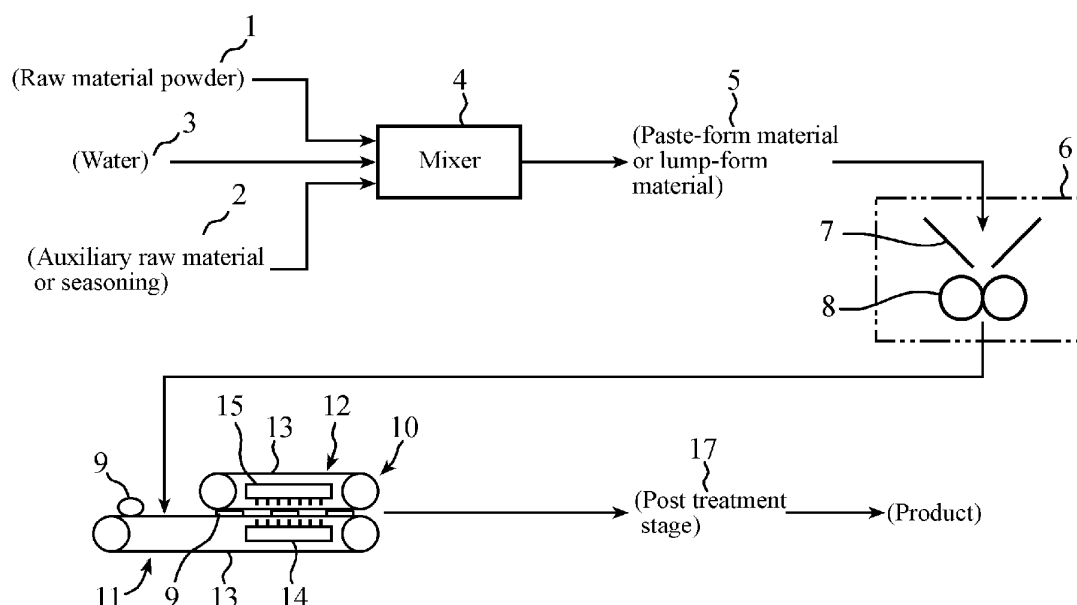 1
(Raw material powder)
3
(Water)
2
(Auxiliary raw material
or seasoning)
4
Mixer
5
(Paste-form material
or lump-form
material)
6
7
8
15
13
12
10
9
11
9
13
14
17
(Post treatment
stage)
(Product)